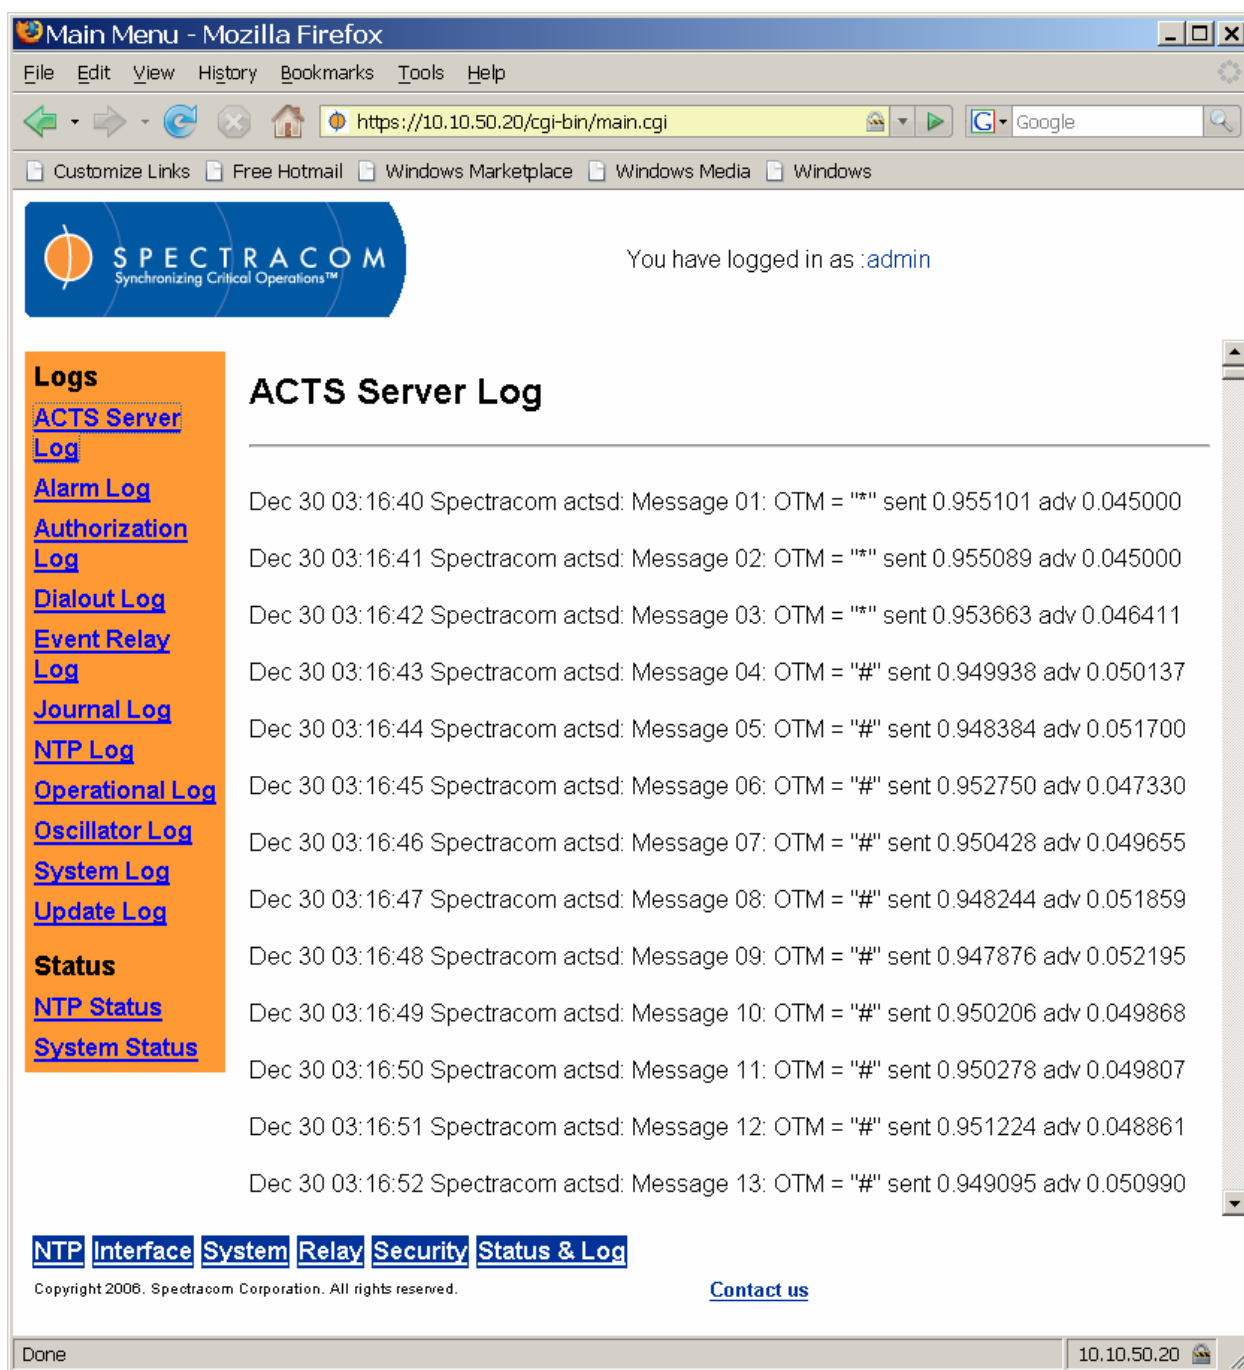 Main Menu - Mozilla Firefox
File Edit View History Bookmarks Tools Help
https://10.10.50.20/cgi-bin/main.cgi
G
Google
Customize Links Free Hotmail Windows Marketplace Windows Media Windows
SPECTRACOM
Synchronizing Critical Operations™
You have logged in as :admin
Logs
ACTS Server
Log
Alarm Log
Authorization
Log
Dialout Log
Event Relay
Log
Journal Log
NTP Log
Operational Log
Oscillator Log
System Log
Update Log
Status
NTP Status
System Status
ACTS Server Log
Dec 30 03:16:40 Spectracom actsd: Message 01: OTM = "*" sent 0.955101 adv 0.045000
Dec 30 03:16:41 Spectracom actsd: Message 02: OTM = "*" sent 0.955089 adv 0.045000
Dec 30 03:16:42 Spectracom actsd: Message 03: OTM = "*" sent 0.953663 adv 0.046411
Dec 30 03:16:43 Spectracom actsd: Message 04: OTM = "#" sent 0.949938 adv 0.050137
Dec 30 03:16:44 Spectracom actsd: Message 05: OTM = "#" sent 0.948384 adv 0.051700
Dec 30 03:16:45 Spectracom actsd: Message 06: OTM = "#" sent 0.952750 adv 0.047330
Dec 30 03:16:46 Spectracom actsd: Message 07: OTM = "#" sent 0.950428 adv 0.049655
Dec 30 03:16:47 Spectracom actsd: Message 08: OTM = "#" sent 0.948244 adv 0.051859
Dec 30 03:16:48 Spectracom actsd: Message 09: OTM = "#" sent 0.947876 adv 0.052195
Dec 30 03:16:49 Spectracom actsd: Message 10: OTM = "#" sent 0.950206 adv 0.049868
Dec 30 03:16:50 Spectracom actsd: Message 11: OTM = "#" sent 0.950278 adv 0.049807
Dec 30 03:16:51 Spectracom actsd: Message 12: OTM = "#" sent 0.951224 adv 0.048861
Dec 30 03:16:52 Spectracom actsd: Message 13: OTM = "#" sent 0.949095 adv 0.050990
NTP Interface System Relay Security Status & Log
Copyright 2006. Spectracom Corporation. All rights reserved.
Contact us
Done
10.10.50.20